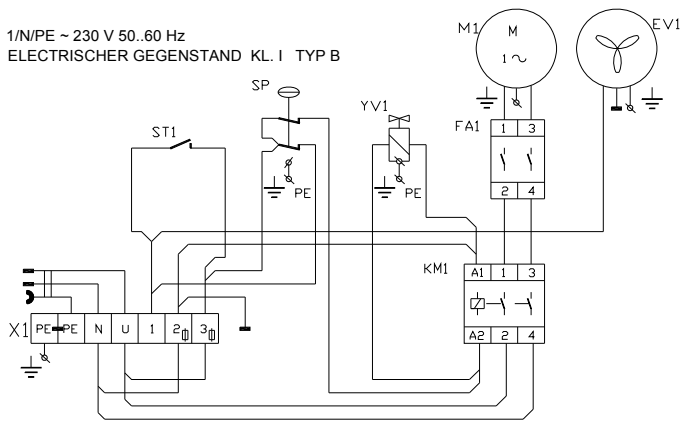 1/N/PE ~ 230 V 50..60 Hz
ELECTRISCHER GEGENSTAND KL. I TYP B
M1
M
1 ~
EV1
SP
YV1
FA1
1 3
ST1
2 4
PE
PE
KM1
A1 1 3
X1
PE PE N U 1 2 3
A2 2 4